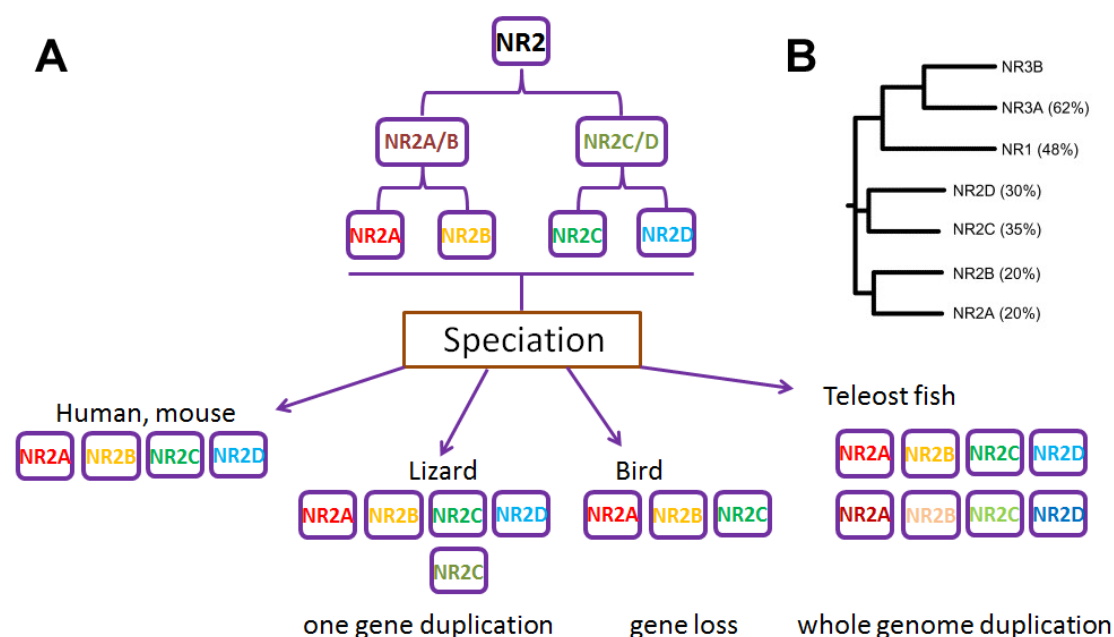 A
NR2
NR2A/B
NR2C/D
NR2A
NR2B
NR2C
NR2D
Speciation
B
NR3B
NR3A (62%)
NR1 (48%)
NR2D (30%)
NR2C (35%)
NR2B (20%)
NR2A (20%)
Human, mouse
NR2A NR2B NR2C NR2D
Lizard
NR2A NR2B NR2C NR2D
NR2C
one gene duplication
Bird
NR2A NR2B NR2C
gene loss
Teleost fish
NR2A NR2B NR2C NR2D
NR2A NR2B NR2C NR2D
whole genome duplication